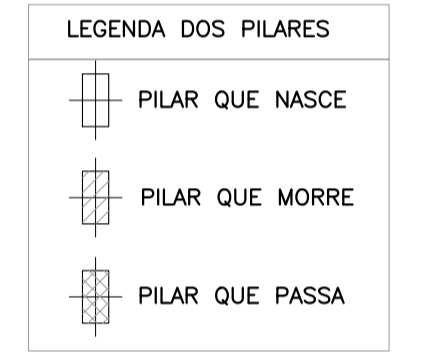 LEGENDA DOS PILARES
PILAR QUE NASCE
PILAR QUE MORRE
PILAR QUE PASSA